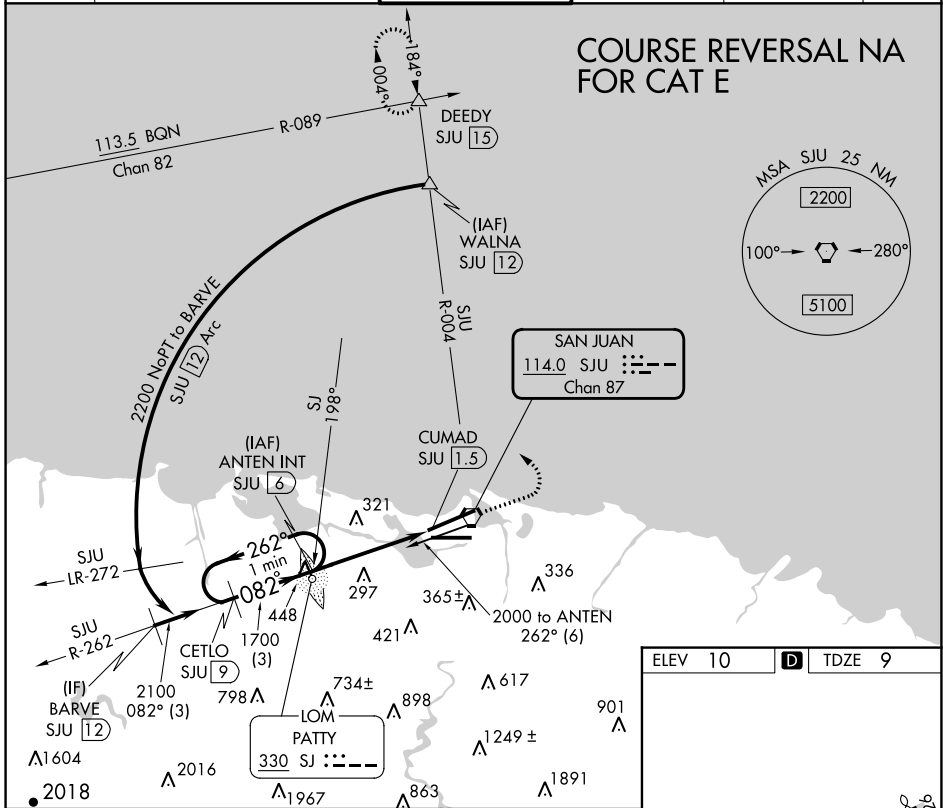 COURSE REVERSAL NA
FOR CAT E
184°
004°
DEEDY
SJU 15
113.5 BQN
Chan 82
R-089
MSA SJU 25 NM
2200
100°
280°
5100
(IAF)
WALNA
SJU 12
2200 NoPT to BARVE
SJU 12 Arc
SJU
R-004
SAN JUAN
114.0 SJU
Chan 87
SJ
198°
(IAF)
ANTEN INT
SJU 6
CUMAD
SJU 1.5
321
262°
1 min
082°
SJU
LR-272
297
336
365±
448
421
2000 to ANTEN
262° (6)
SJU
R-262
CETLO
SJU 9
1700
(3)
(IF)
BARVE
SJU 12
2100
082° (3)
798
734±
898
617
901
ELEV 10 D TDZE 9
LOM
PATTY
330 SJ
1249 ±
1604
2016
1967
863
1891
2018